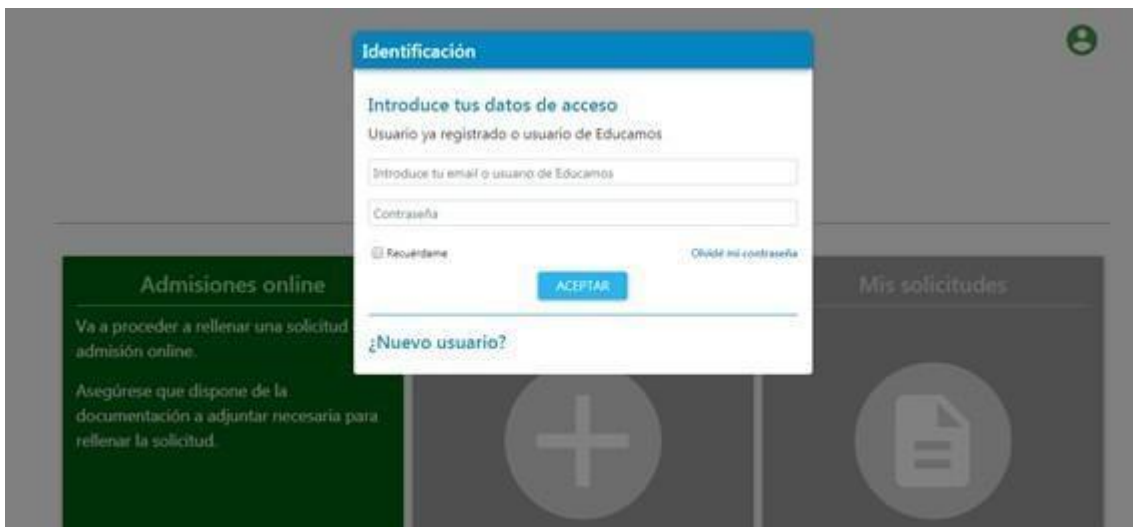 Identificación
Introduce tus datos de acceso
Usuario ya registrado o usuario de Educamos
Introduce tu email o usuario de Educamos
Contraseña
Recuérdame
Olvidé mi contraseña
ACEPTAR
¿Nuevo usuario?
Admisiones online
Va a proceder a rellenar una solicitud
admisión online.
Asegúrese que dispone de la
documentación a adjuntar necesaria para
rellenar la solicitud.
Mis solicitudes